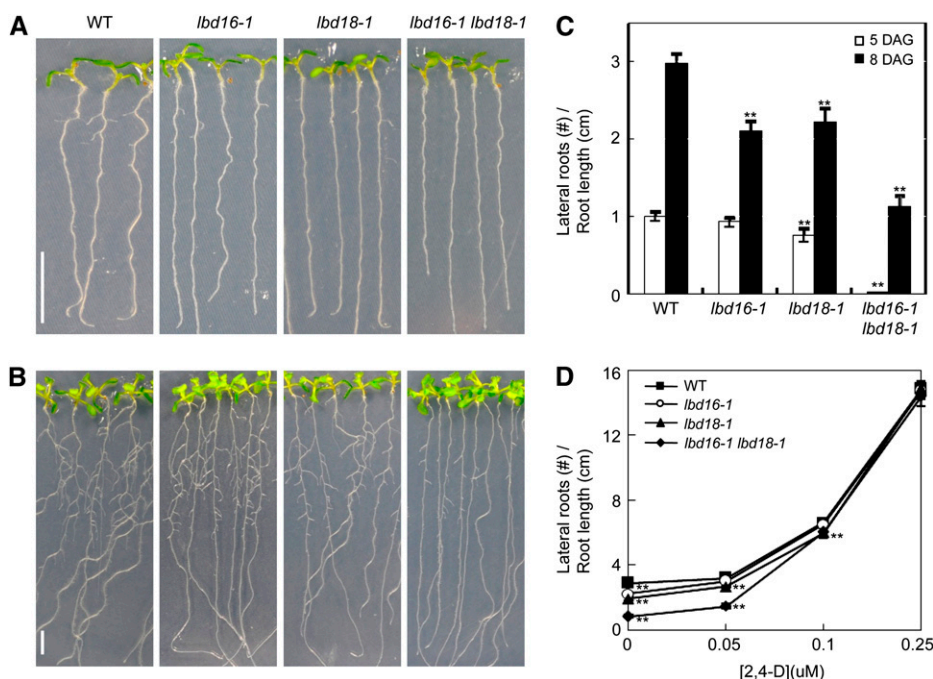 A
WT
lbd16-1
lbd18-1
lbd16-1 lbd18-1
B
C
5 DAG
8 DAG
Lateral roots (#) /
Root length (cm)
3
2
1
0
**
**
**
**
**
WT
lbd16-1
lbd18-1
lbd16-1
lbd18-1
D
WT
lbd16-1
lbd18-1
lbd16-1 lbd18-1
Lateral roots (#) /
Root length (cm)
16
12
8
4
0
**
**
**
**
**
**
0
0.05
0.1
0.25
[2,4-D](uM)